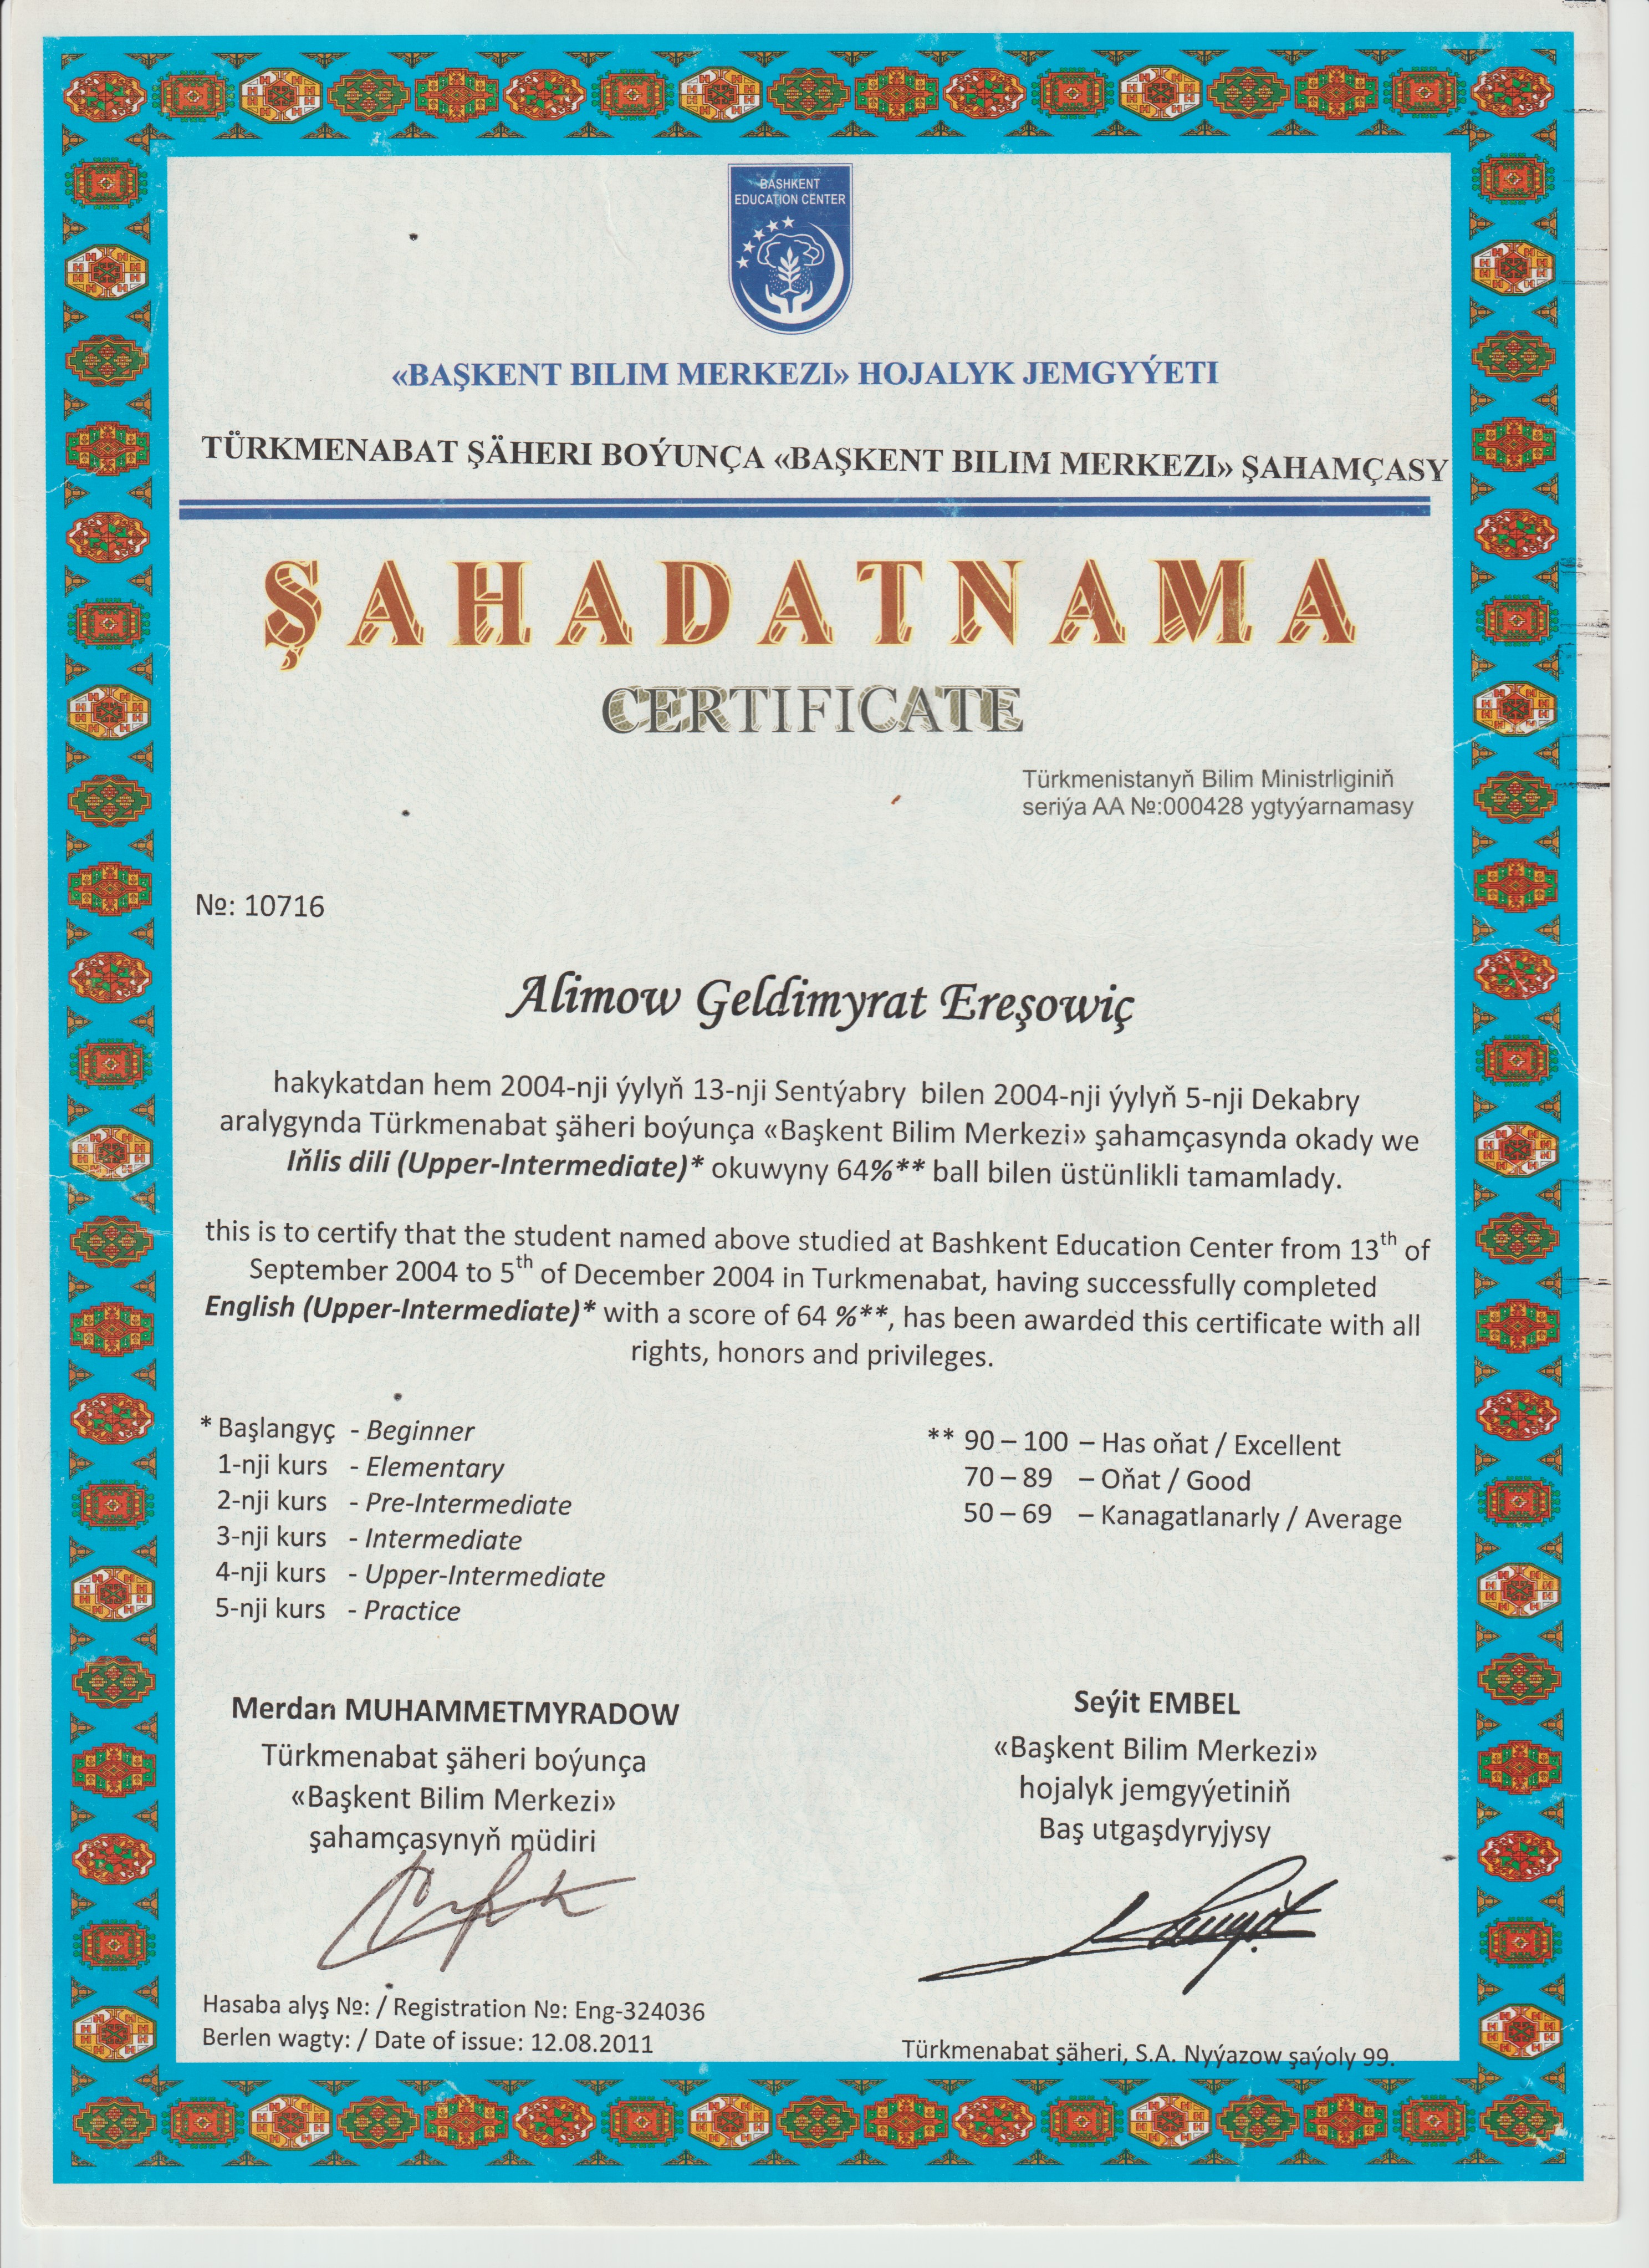 BASHKENT
EDUCATION CENTER
«BAŞKENT BILIM MERKEZI» HOJALYK JEMGYÝETI
TÜRKMENABAT ŞÄHERI BOÝUNÇA «BAŞKENT BILIM MERKEZI» ŞAHAMÇASY
ŞAHADATNAMA
CERTIFICATE
Türkmenistanyň Bilim Ministrliginiň
seriýa AA №:000428 ygtyýarnamasy
№: 10716
Alimow Geldimyrat Ereşowiç
hakykatdan hem 2004-nji ýylyň 13-nji Sentýabry bilen 2004-nji ýylyň 5-nji Dekabry
aralygynda Türkmenabat şäheri boýunça «Başkent Bilim Merkezi» şahamçasynda okady we
Iňlis dili (Upper-Intermediate)* okuwyny 64%** ball bilen üstünlikli tamamlady.
this is to certify that the student named above studied at Bashkent Education Center from 13th of
September 2004 to 5th of December 2004 in Turkmenabat, having successfully completed
English (Upper-Intermediate)* with a score of 64 %**, has been awarded this certificate with all
rights, honors and privileges.
* Başlangyç - Beginner
1-nji kurs - Elementary
2-nji kurs - Pre-Intermediate
3-nji kurs - Intermediate
4-nji kurs - Upper-Intermediate
5-nji kurs - Practice
** 90 – 100 – Has oňat / Excellent
70 – 89 – Oňat / Good
50 – 69 – Kanagatlanarly / Average
Merdan MUHAMMETMYRADOW
Türkmenabat şäheri boýunça
«Başkent Bilim Merkezi»
şahamçasynyň müdiri
Seýit EMBEL
«Başkent Bilim Merkezi»
hojalyk jemgyýetiniň
Baş utgaşdyryjysy
Hasaba alyş №: / Registration №: Eng-324036
Berlen wagty: / Date of issue: 12.08.2011
Türkmenabat şäheri, S.A. Nyýazow şaýoly 99.